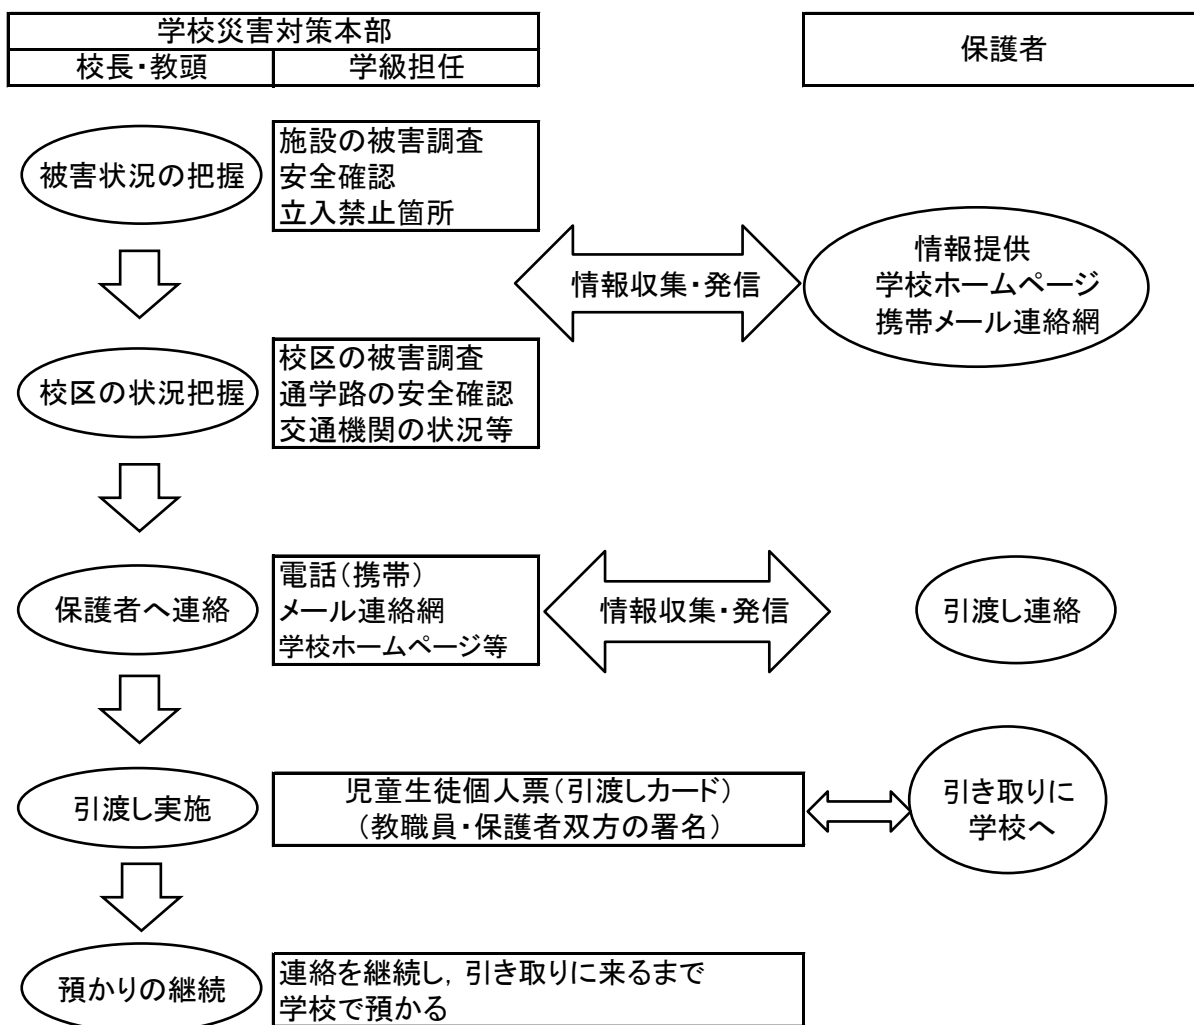 学校災害対策本部
校長・教頭
学級担任
保護者
被害状況の把握
施設の被害調査
安全確認
立入禁止箇所
情報収集・発信
情報提供
学校ホームページ
携帯メール連絡網
校区の状況把握
校区の被害調査
通学路の安全確認
交通機関の状況等
保護者へ連絡
電話(携帯)
メール連絡網
学校ホームページ等
情報収集・発信
引渡し連絡
引渡し実施
児童生徒個人票(引渡しカード)
(教職員・保護者双方の署名)
引き取りに
学校へ
預かりの継続
連絡を継続し, 引き取りに来るまで
学校で預かる